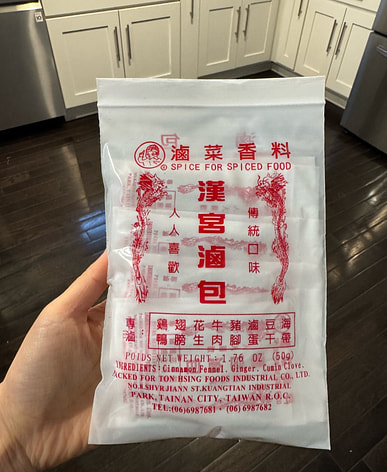 滷菜香料
® SPICE FOR SPICED FOOD
傳統口味
漢宮滷包
人人喜歡
專滷:
鷄翅花牛豬滷豆海
鴨膀生肉腳蛋干帶
POIDS NET WEIGHT: 1.76 OZ (50g)
INGREDIENTS: Cinnamon Fennel, Ginger, Cumin Clove.
PACKED FOR TON HSING FOODS INDUSTRIAL CO., LTD.
NO.8.SHYRJIANN ST.KUANGTIAN INDUSTRIAL
PARK, TAINAN CITY, TAIWAN R.O.C.
TEL:(06)6987681・(06) 6987682